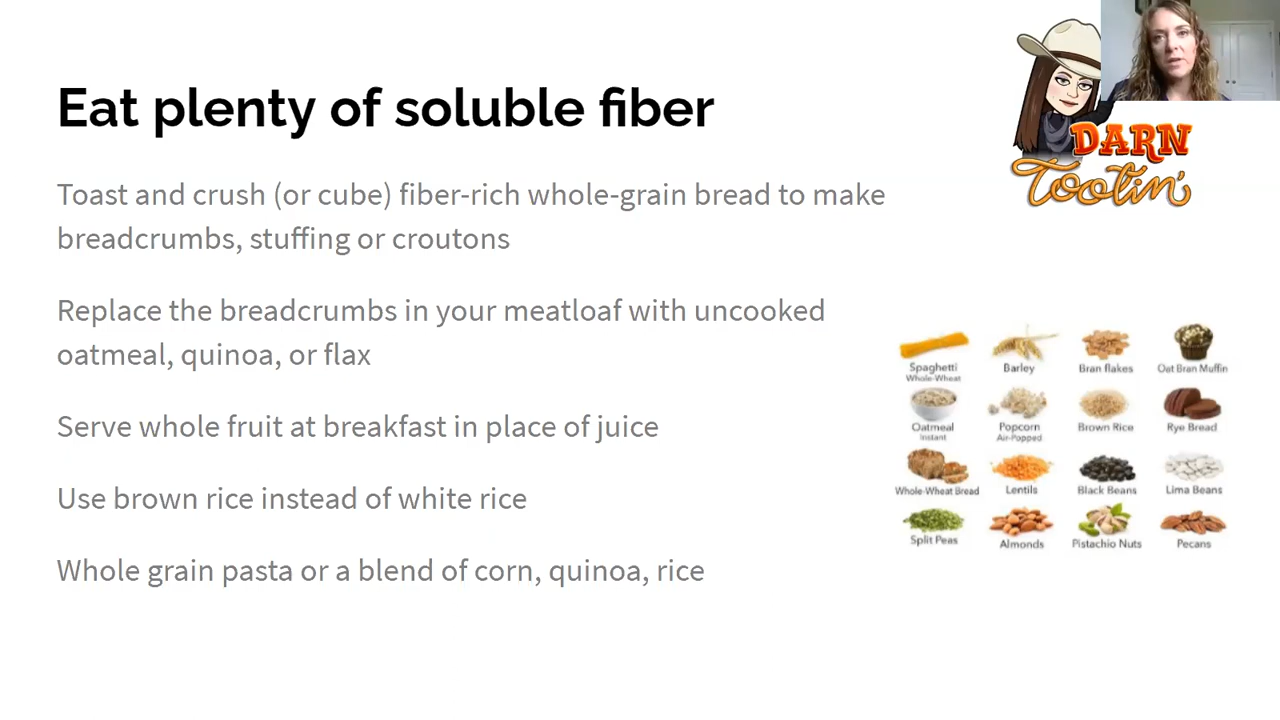 Eat plenty of soluble fiber
DARN
Tootin'
Toast and crush (or cube) fiber-rich whole-grain bread to make
breadcrumbs, stuffing or croutons
Replace the breadcrumbs in your meatloaf with uncooked
oatmeal, quinoa, or flax
Serve whole fruit at breakfast in place of juice
Use brown rice instead of white rice
Whole grain pasta or a blend of corn, quinoa, rice
Spaghetti Barley Bran flakes Oat Bran Muffin
Whole-Wheat
Oatmeal Popcorn Brown Rice Rye Bread
Instant Air-Popped
Whole-Wheat Bread Lentils Black Beans Lima Beans
Split Peas Almonds Pistachio Nuts Pecans